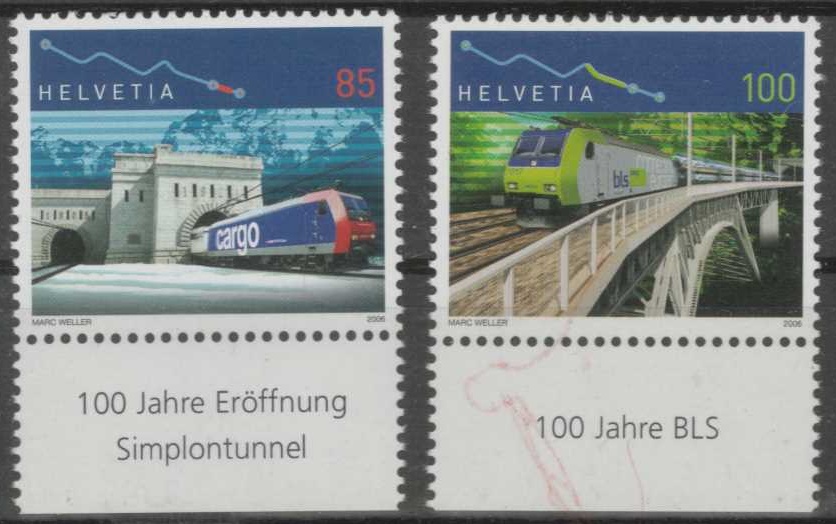 HELVETIA 85
cargo
MARC WELLER 2006
100 Jahre Eröffnung
Simplontunnel
HELVETIA 100
bls
MARC WELLER 2006
100 Jahre BLS